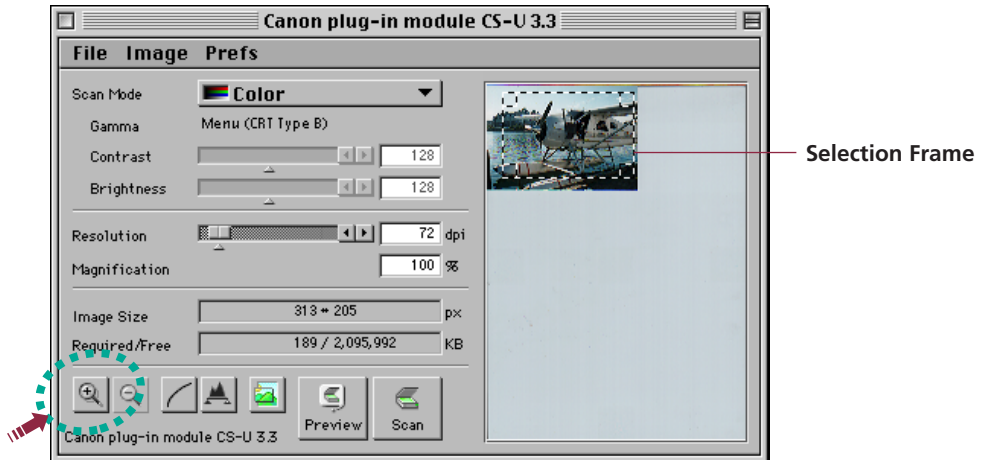 Canon plug-in module CS-U 3.3
File Image Prefs
Scan Mode Color
Gamma Menu (CRT Type B)
Contrast 128
Brightness 128
Resolution 72 dpi
Magnification 100 %
Image Size 313 ↔ 205 px
Required/Free 189 / 2,095,992 KB
Preview Scan
Canon plug-in module CS-U 3.3
Selection Frame